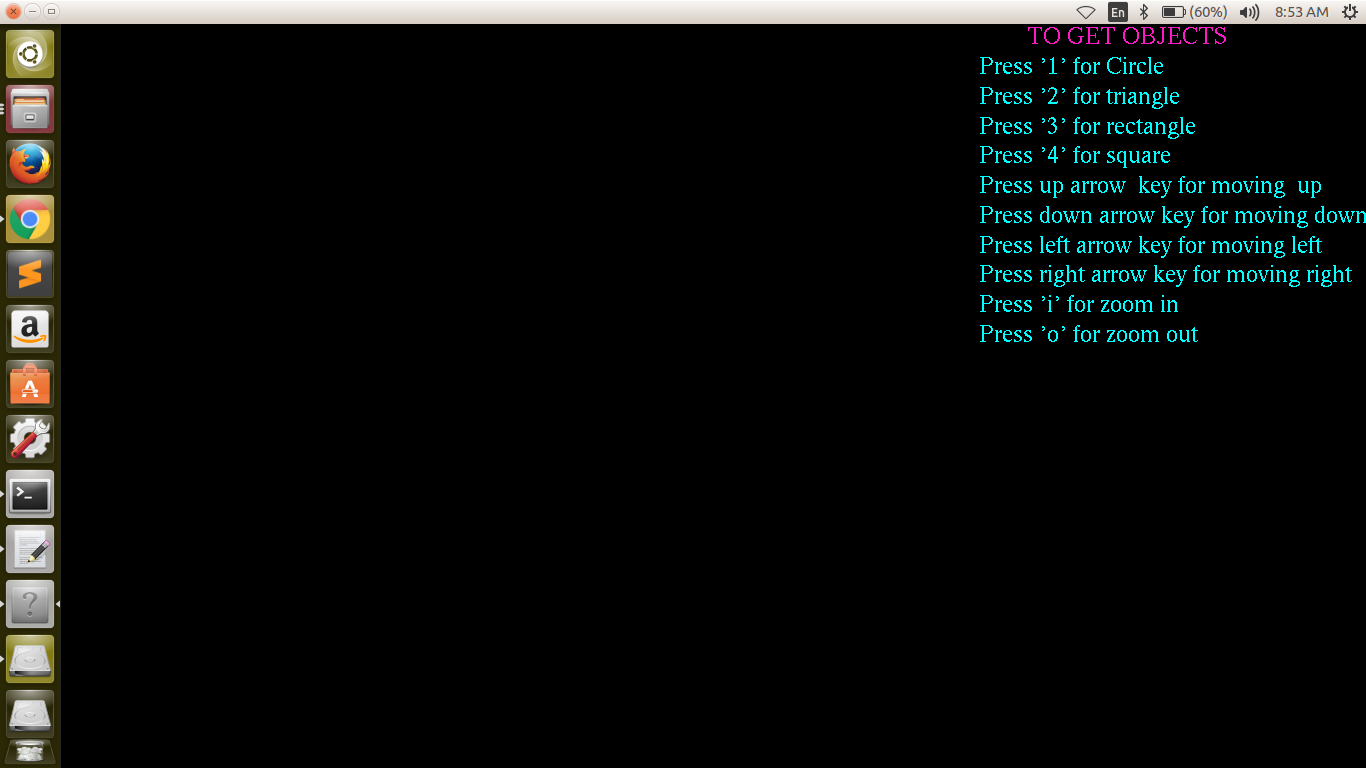 En (60%) 8:53 AM
TO GET OBJECTS
Press ’1’ for Circle
Press ’2’ for triangle
Press ’3’ for rectangle
Press ’4’ for square
Press up arrow  key for moving  up
Press down arrow key for moving down
Press left arrow key for moving left
Press right arrow key for moving right
Press ’i’ for zoom in
Press ’o’ for zoom out